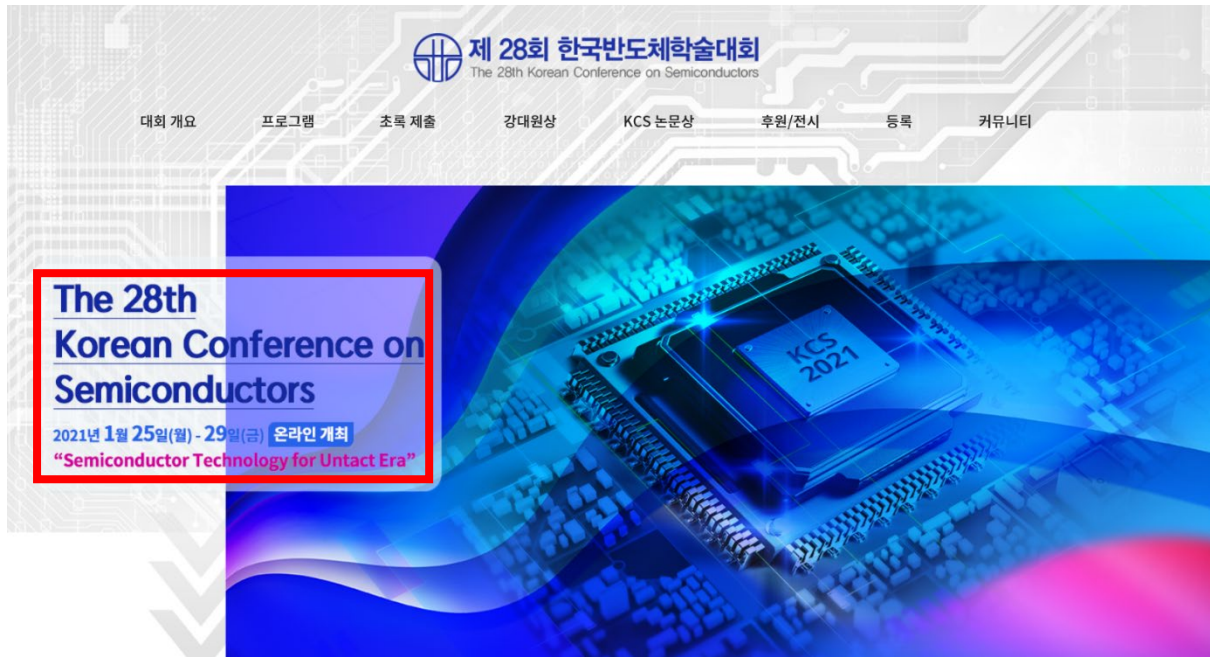 제 28회 한국반도체학술대회
The 28th Korean Conference on Semiconductors
대회 개요 프로그램 초록 제출 강대원상 KCS 논문상 후원/전시 등록 커뮤니티
The 28th
Korean Conference on
Semiconductors
2021년 1월 25일(월) - 29일(금) 온라인 개최
“Semiconductor Technology for Untact Era”
KCS
2021